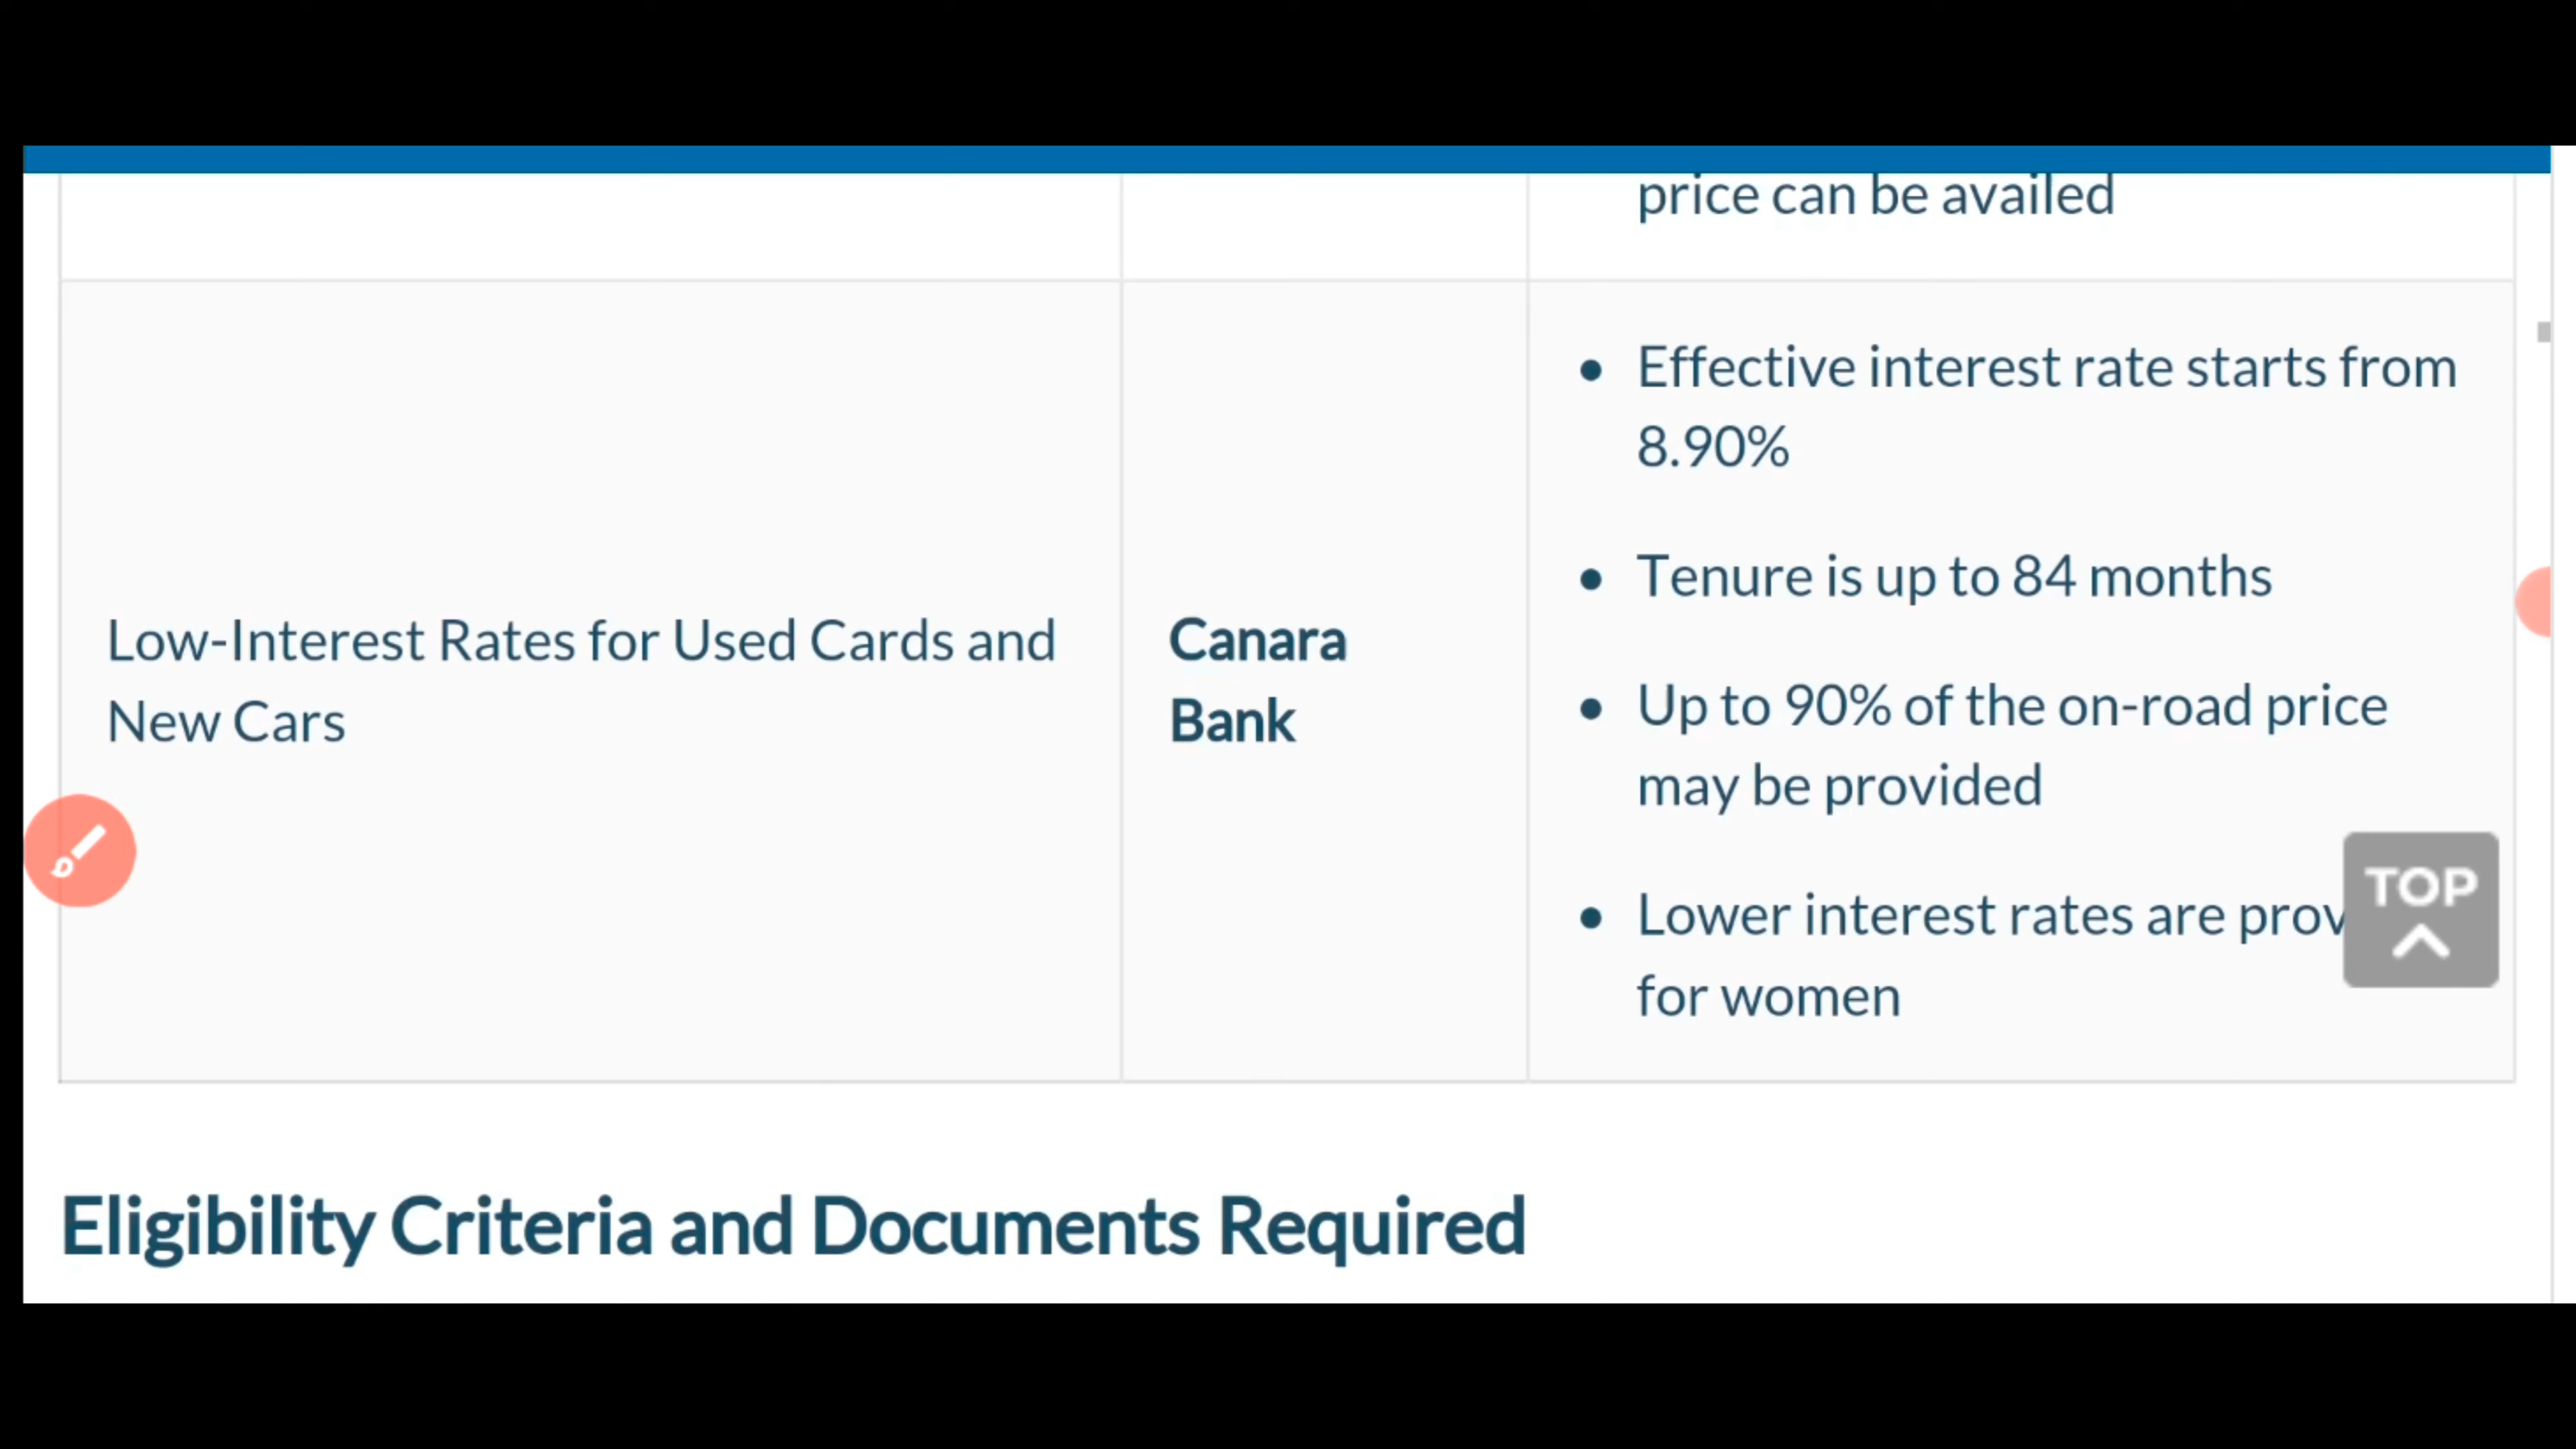 price can be availed
Effective interest rate starts from
8.90%
Tenure is up to 84 months
Low-Interest Rates for Used Cards and
New Cars
Canara
Bank
Up to 90% of the on-road price
may be provided
Lower interest rates are prov
for women
TOP
Eligibility Criteria and Documents Required